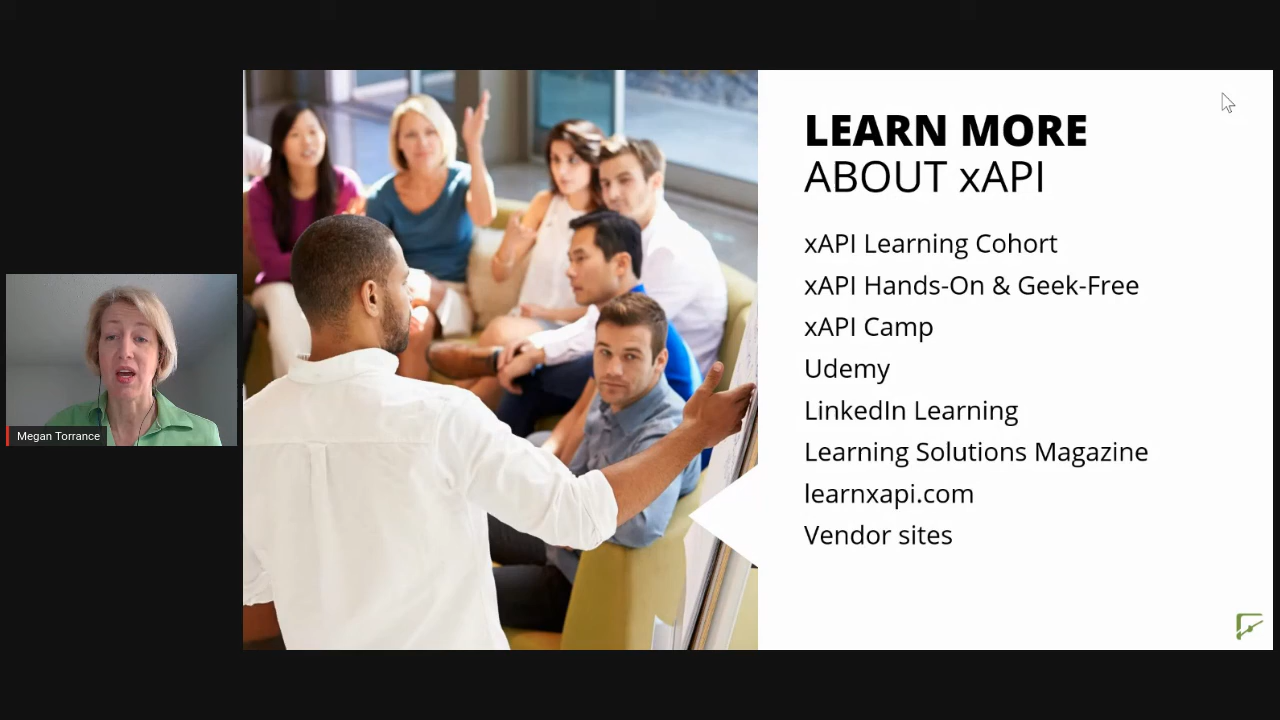 LEARN MORE
ABOUT xAPI
xAPI Learning Cohort
xAPI Hands-On & Geek-Free
xAPI Camp
Udemy
LinkedIn Learning
Learning Solutions Magazine
learnxapi.com
Vendor sites
Megan Torrance